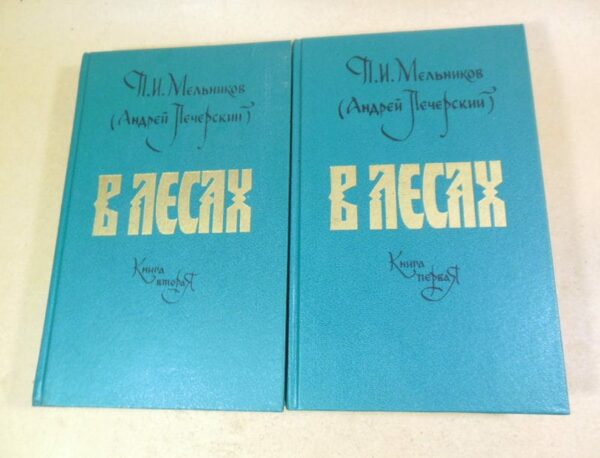 П.И. Мельников
(Андрей Печерский)
В ЛЕСАХ
Книга
вторая
П.И. Мельников
(Андрей Печерский)
В ЛЕСАХ
Книга
первая